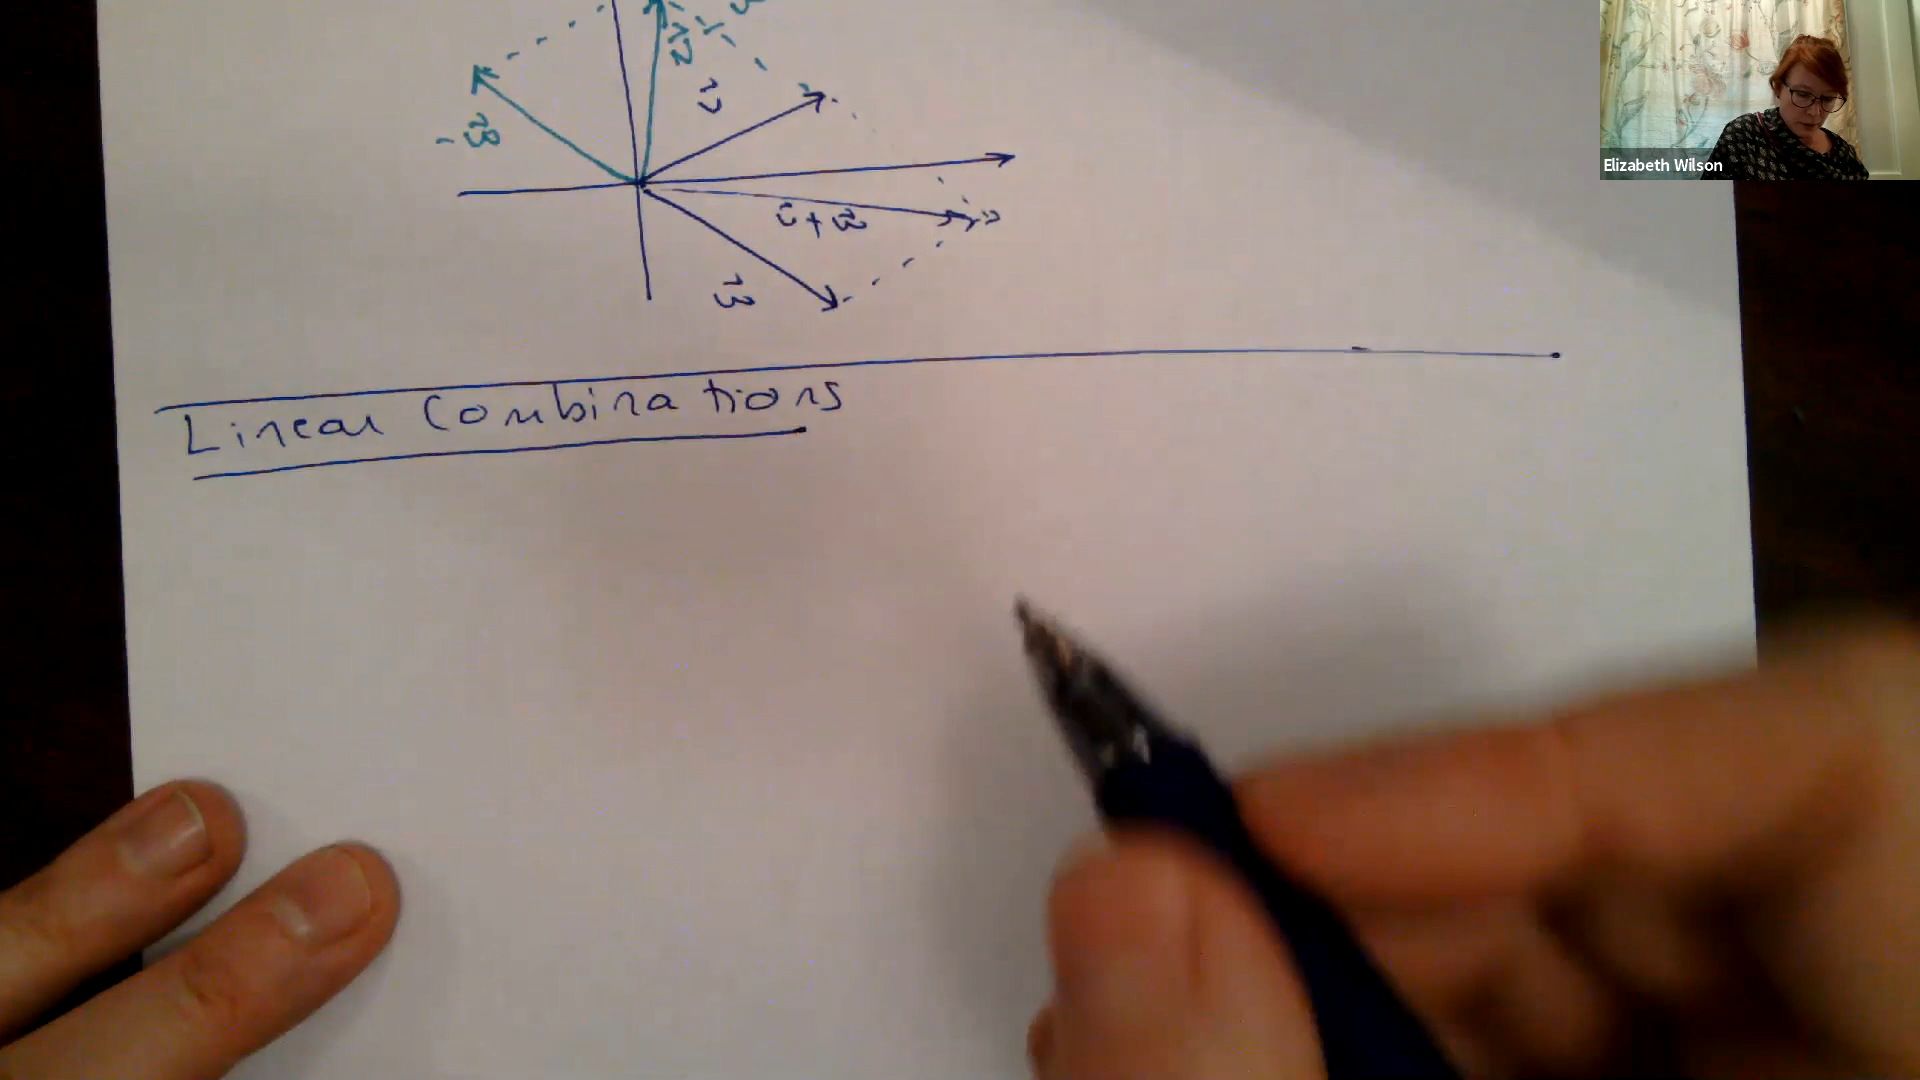 Elizabeth Wilson
v
-w
v+w
w
Linear Combinations